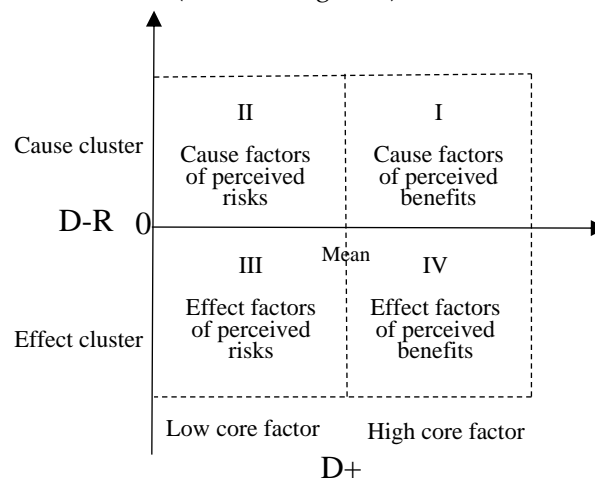 II
I
Cause cluster
Cause factors
of perceived
risks
Cause factors
of perceived
benefits
D-R
0
Mean
III
IV
Effect cluster
Effect factors
of perceived
risks
Effect factors
of perceived
benefits
Low core factor
High core factor
D+